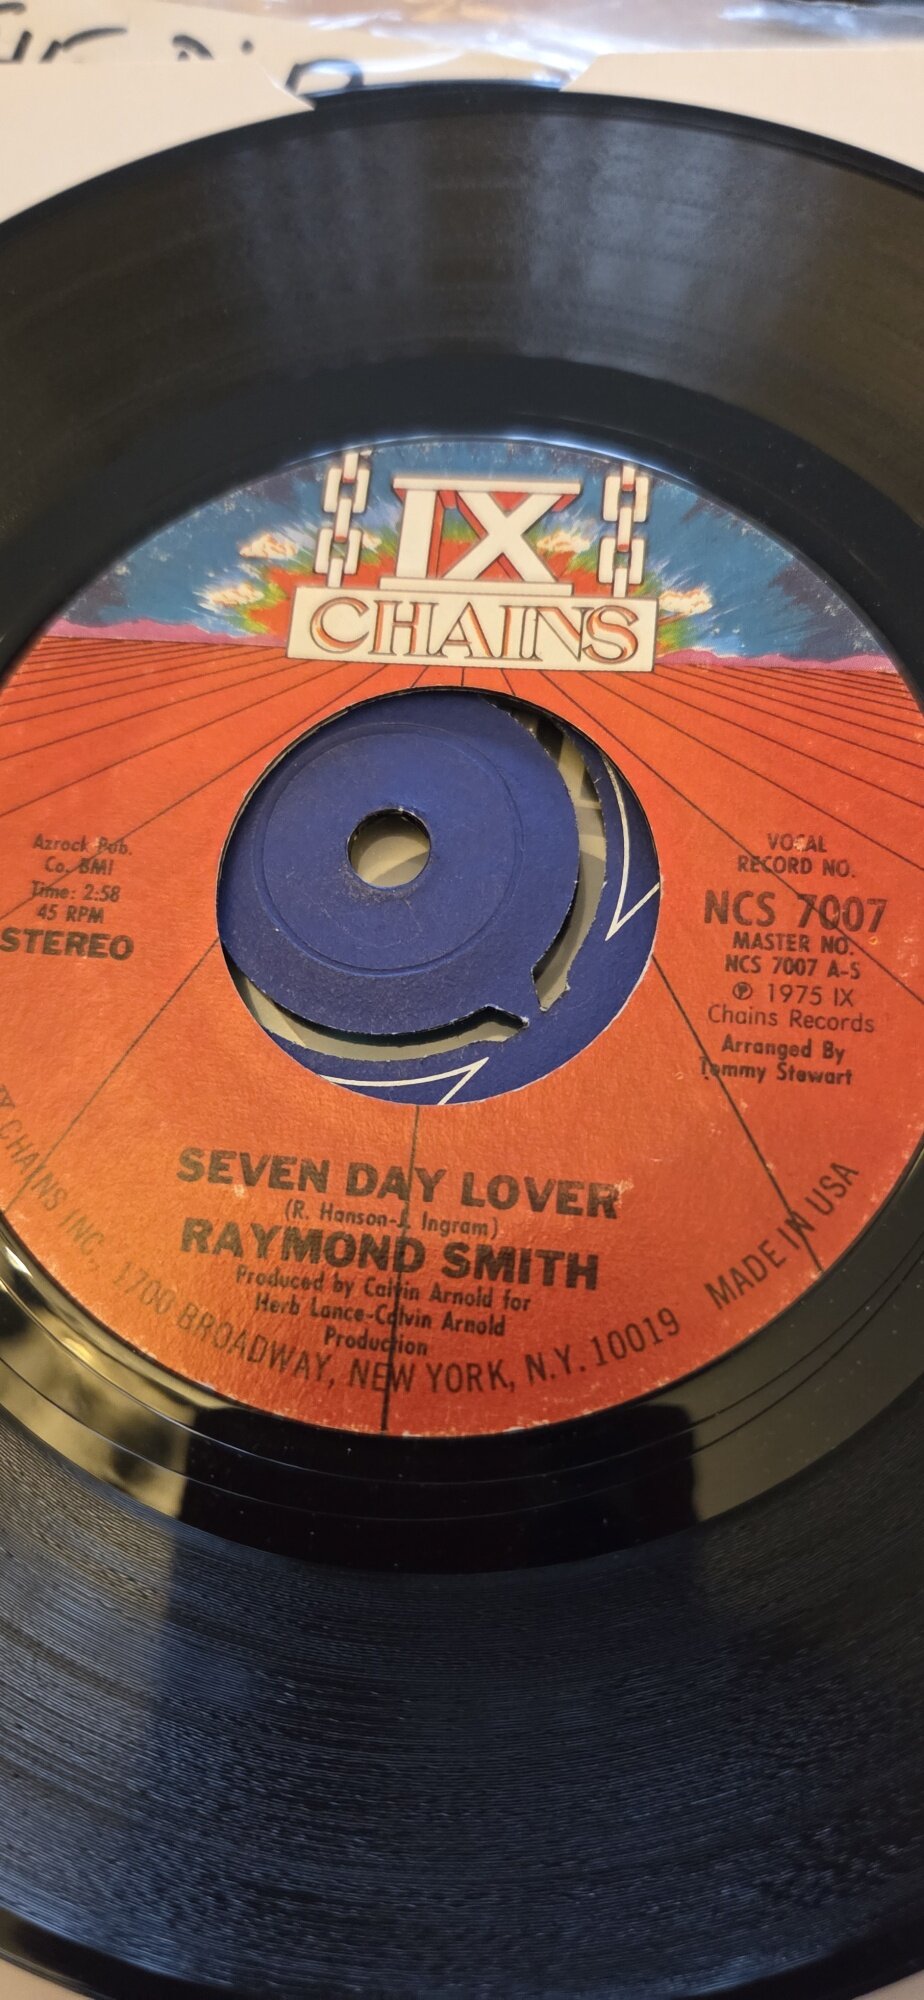 IX
CHAINS
Azrock Pub.
Co. BMI
Time: 2:58
45 RPM
STEREO
VOCAL
RECORD NO.
NCS 7007
MASTER NO.
NCS 7007 A-S
℗ 1975 IX
Chains Records
Arranged By
Tommy Stewart
SEVEN DAY LOVER
(R. Hanson-J. Ingram)
RAYMOND SMITH
Produced by Calvin Arnold for
Herb Lance-Calvin Arnold
Production
IX CHAINS INC., 1700 BROADWAY, NEW YORK, N.Y. 10019 MADE IN USA